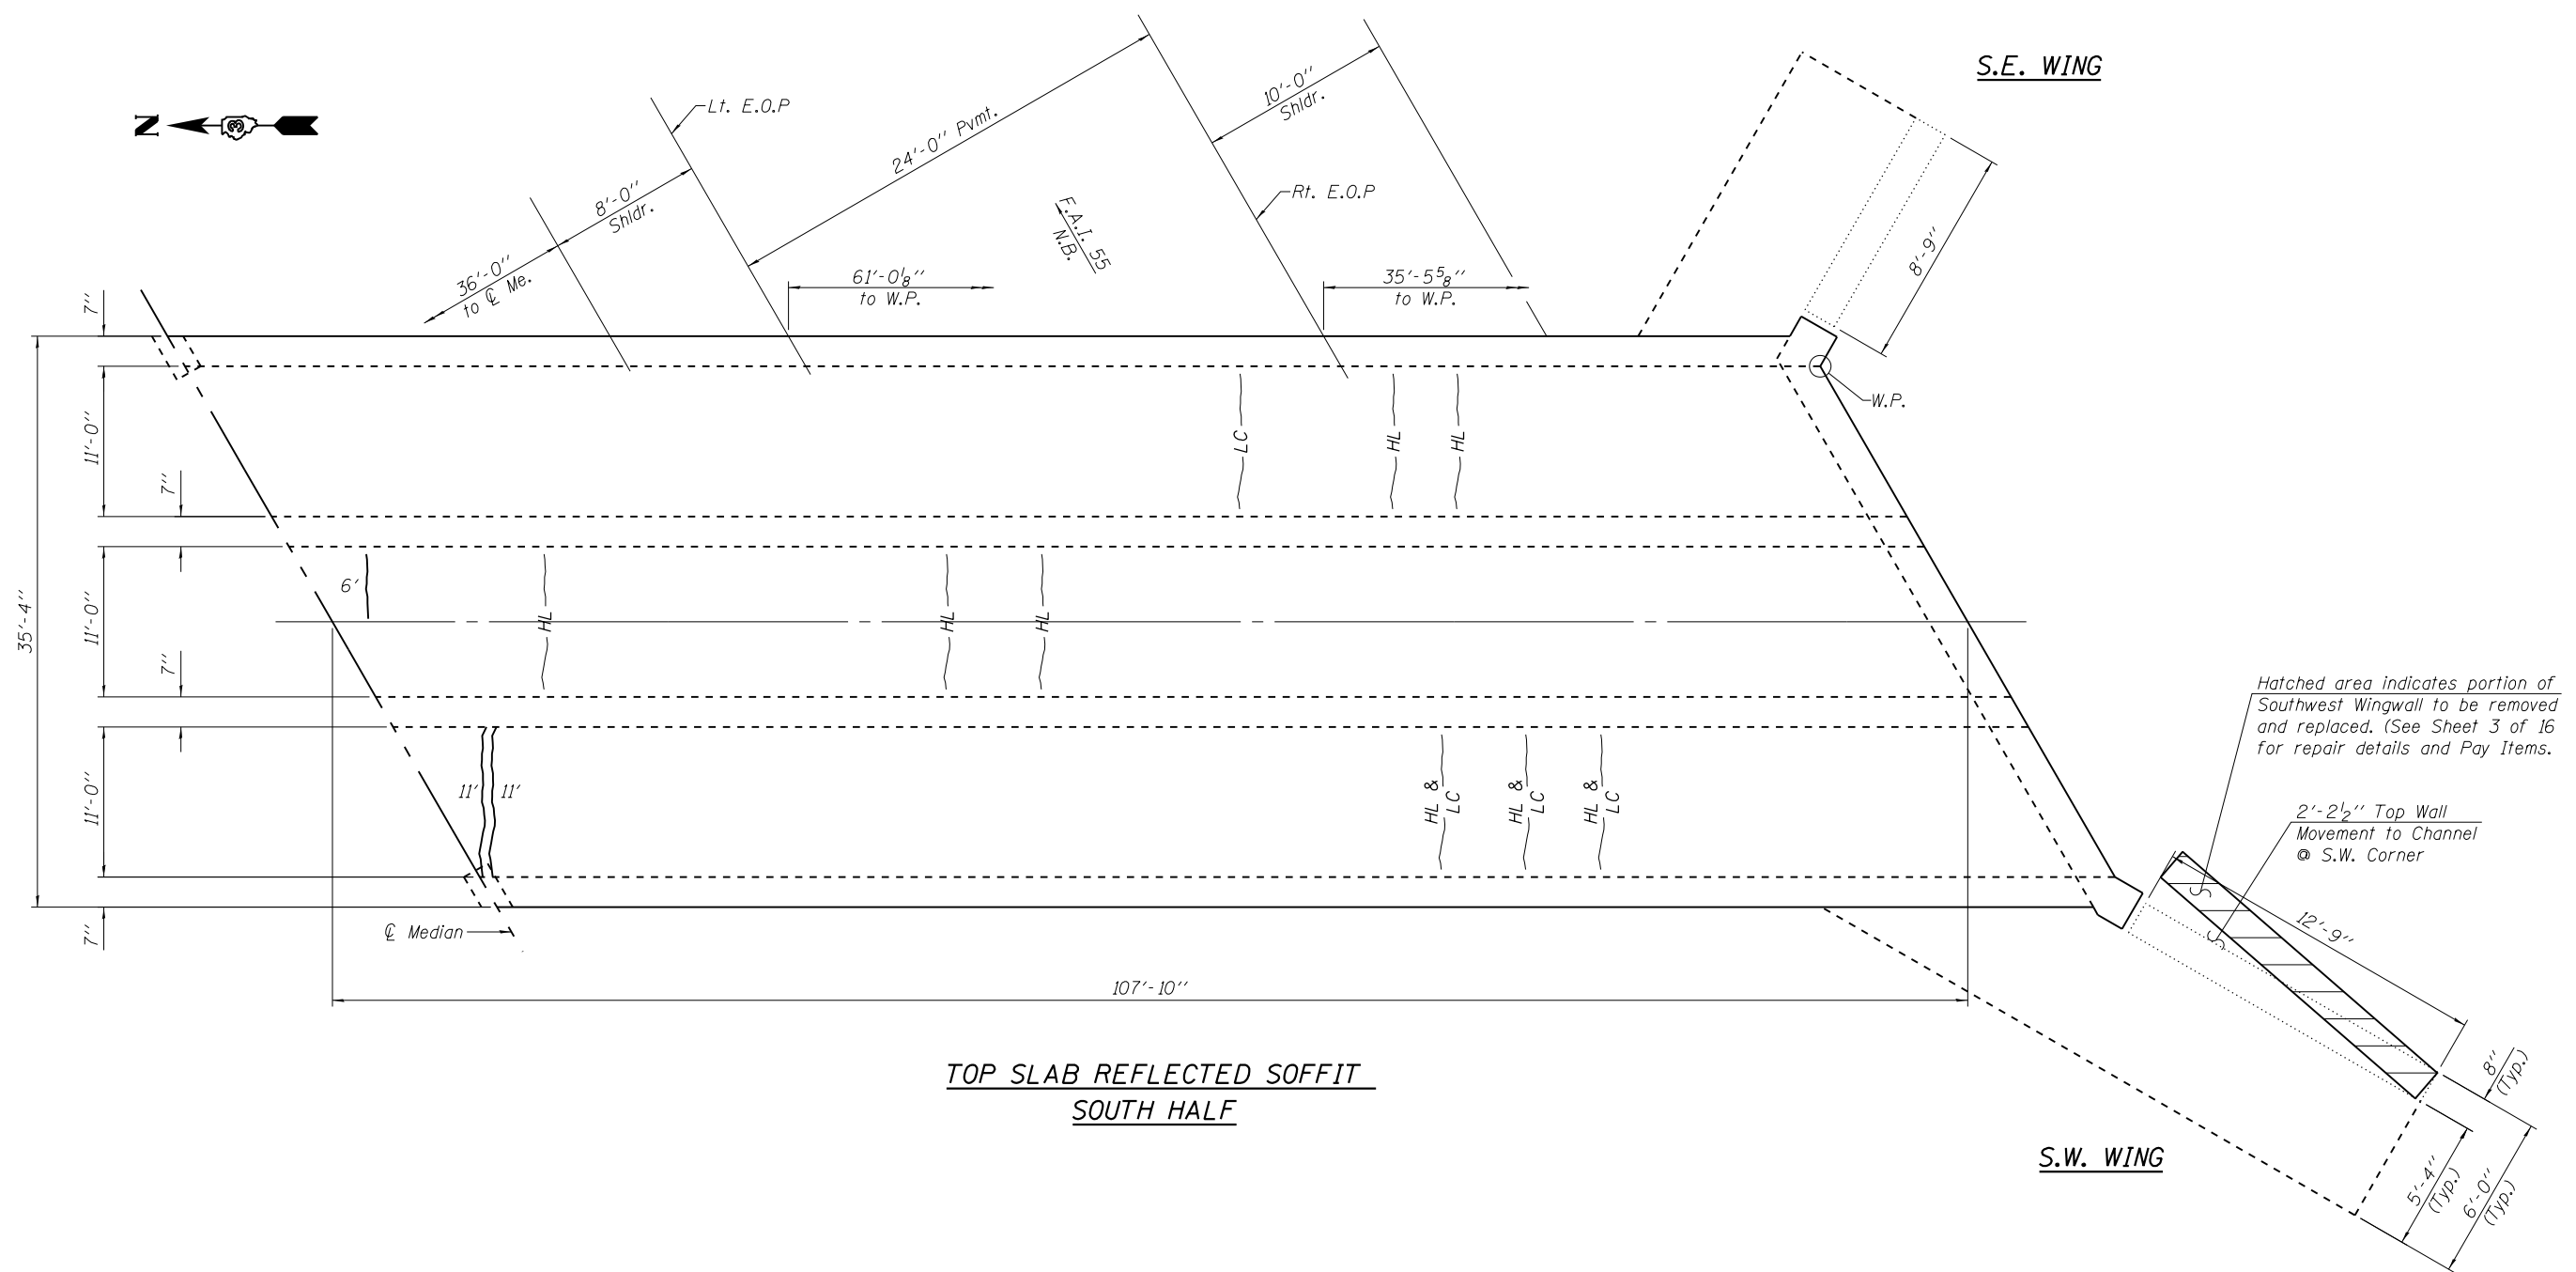 S.E. WING
N
3
Lt. E.O.P
24'-0" Pvmt.
10'-0"
Shldr.
8'-0"
Shldr.
Rt. E.O.P
F.A.I. 55
N.B.
36'-0"
to ℄ Me.
61'-0⅛"
to W.P.
35'-5⅝"
to W.P.
8'-9"
7"
W.P.
11'-0"
LC
HL
HL
7"
35'-4"
11'-0"
6'
HL
HL
HL
7"
Hatched area indicates portion of
Southwest Wingwall to be removed
and replaced. (See Sheet 3 of 16
for repair details and Pay Items.
11'-0"
11'
11'
HL &
LC
HL &
LC
HL &
LC
2'-2½" Top Wall
Movement to Channel
@ S.W. Corner
7"
℄ Median
12'-9"
107'-10"
TOP SLAB REFLECTED SOFFIT
SOUTH HALF
8"
(Typ.)
S.W. WING
5'-4"
(Typ.)
6'-0"
(Typ.)